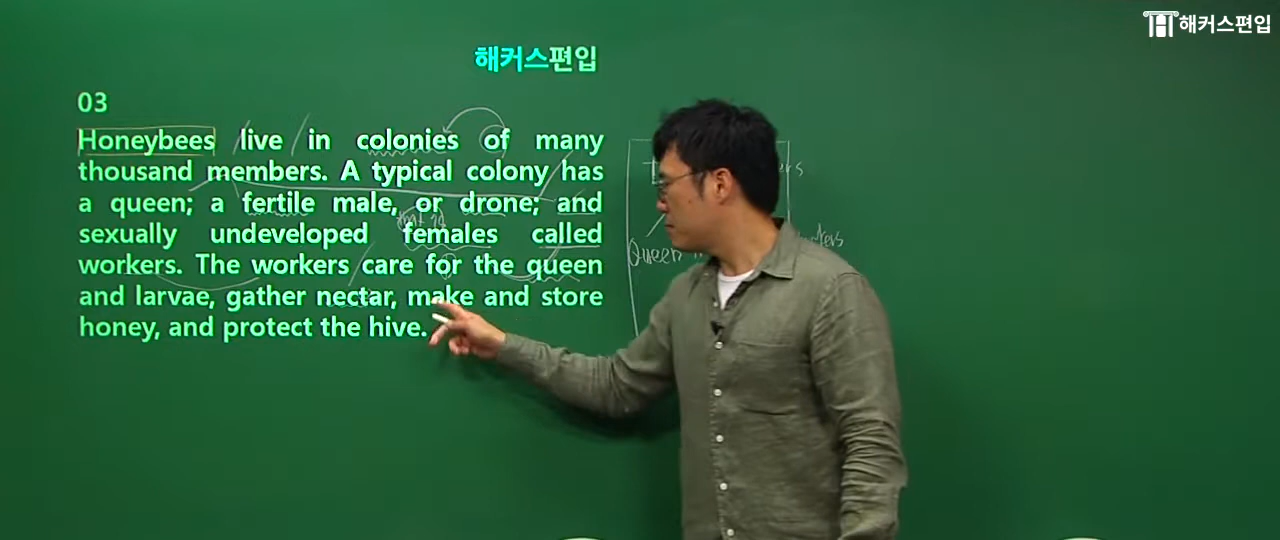 해커스편입
해커스편입
03
Honeybees live in colonies of many
thousand members. A typical colony has
a queen; a fertile male, or drone; and
that is
sexually undeveloped females called
workers. The workers care for the queen
and larvae, gather nectar, make and store
honey, and protect the hive.
Queen